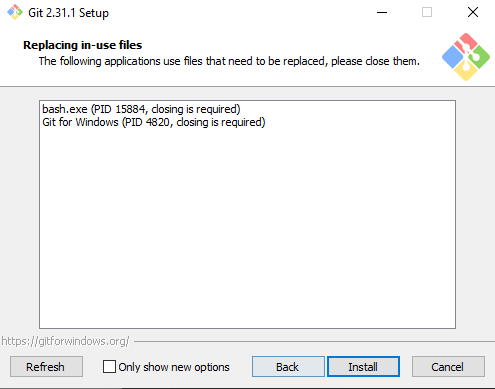 Git 2.31.1 Setup
Replacing in-use files
The following applications use files that need to be replaced, please close them.
bash.exe (PID 15884, closing is required)
Git for Windows (PID 4820, closing is required)
https://gitforwindows.org/
Refresh Only show new options Back Install Cancel